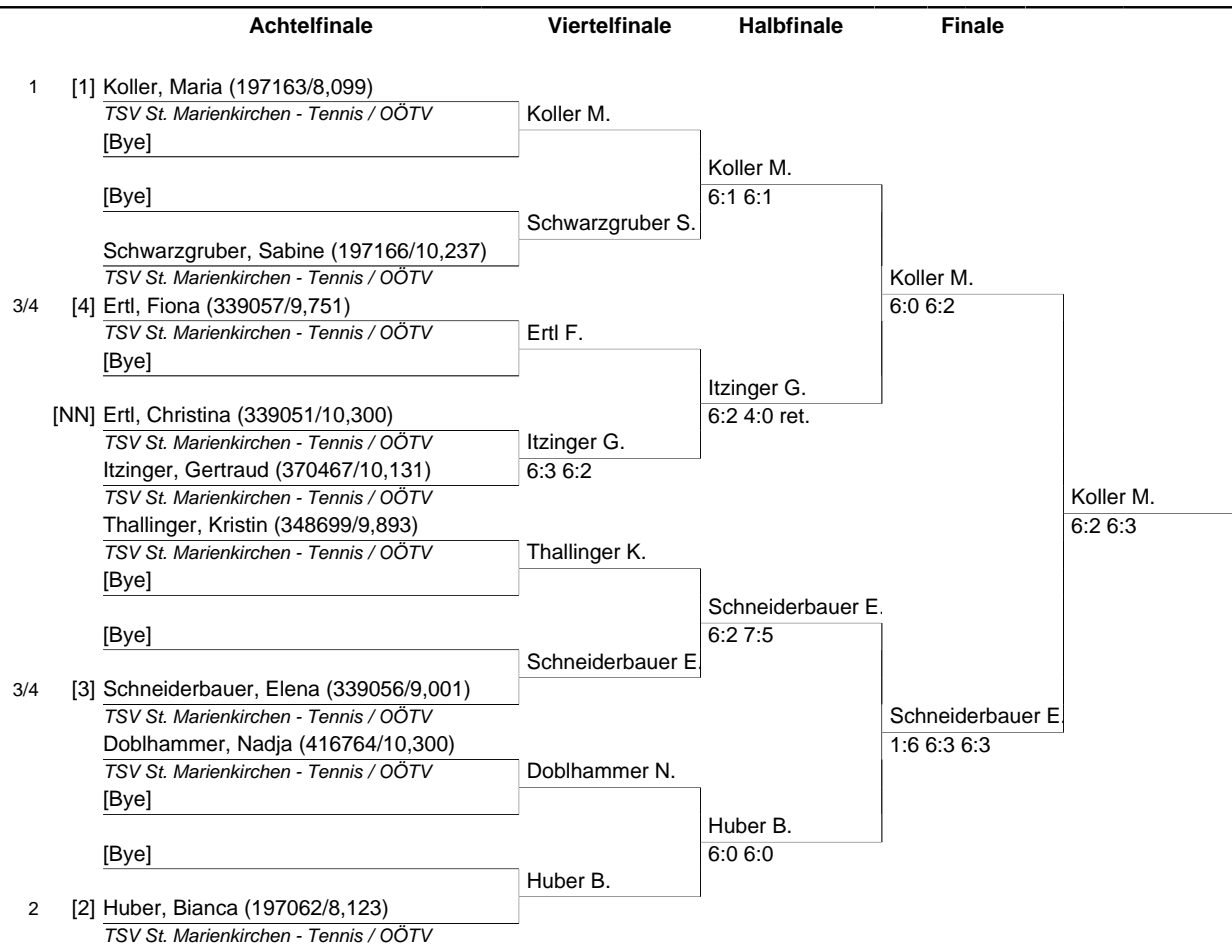 Achtelfinale Viertelfinale Halbfinale Finale
1 [1] Koller, Maria (197163/8,099)
TSV St. Marienkirchen - Tennis / OÖTV Koller M.
[Bye]
Koller M.
[Bye] 6:1 6:1
Schwarzgruber S.
Schwarzgruber, Sabine (197166/10,237)
TSV St. Marienkirchen - Tennis / OÖTV Koller M.
3/4 [4] Ertl, Fiona (339057/9,751) 6:0 6:2
TSV St. Marienkirchen - Tennis / OÖTV Ertl F.
[Bye]
Itzinger G.
[NN] Ertl, Christina (339051/10,300) 6:2 4:0 ret.
TSV St. Marienkirchen - Tennis / OÖTV Itzinger G.
Itzinger, Gertraud (370467/10,131) 6:3 6:2
TSV St. Marienkirchen - Tennis / OÖTV Koller M.
Thallinger, Kristin (348699/9,893) 6:2 6:3
TSV St. Marienkirchen - Tennis / OÖTV Thallinger K.
[Bye]
Schneiderbauer E.
[Bye] 6:2 7:5
Schneiderbauer E.
3/4 [3] Schneiderbauer, Elena (339056/9,001)
TSV St. Marienkirchen - Tennis / OÖTV Schneiderbauer E.
Doblhammer, Nadja (416764/10,300) 1:6 6:3 6:3
TSV St. Marienkirchen - Tennis / OÖTV Doblhammer N.
[Bye]
Huber B.
[Bye] 6:0 6:0
Huber B.
2 [2] Huber, Bianca (197062/8,123)
TSV St. Marienkirchen - Tennis / OÖTV